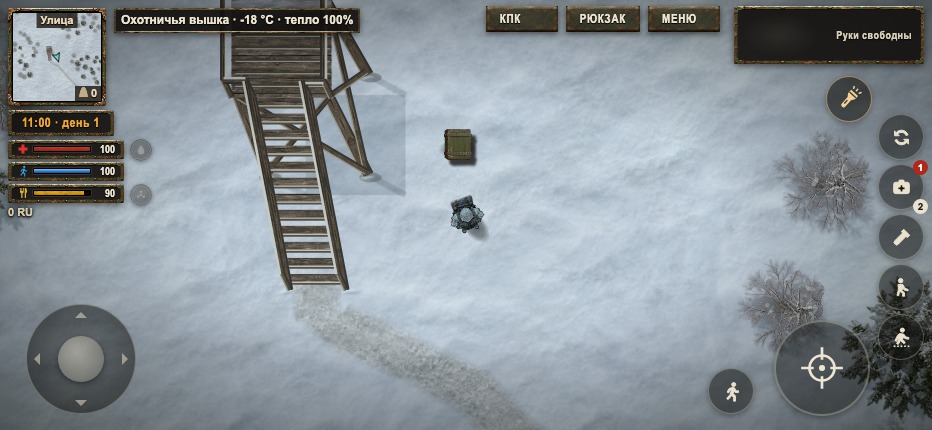 Улица
Охотничья вышка · -18 °C · тепло 100%
КПК
РЮКЗАК
МЕНЮ
Руки свободны
0
11:00 · день 1
100
100
90
0 RU
1
2